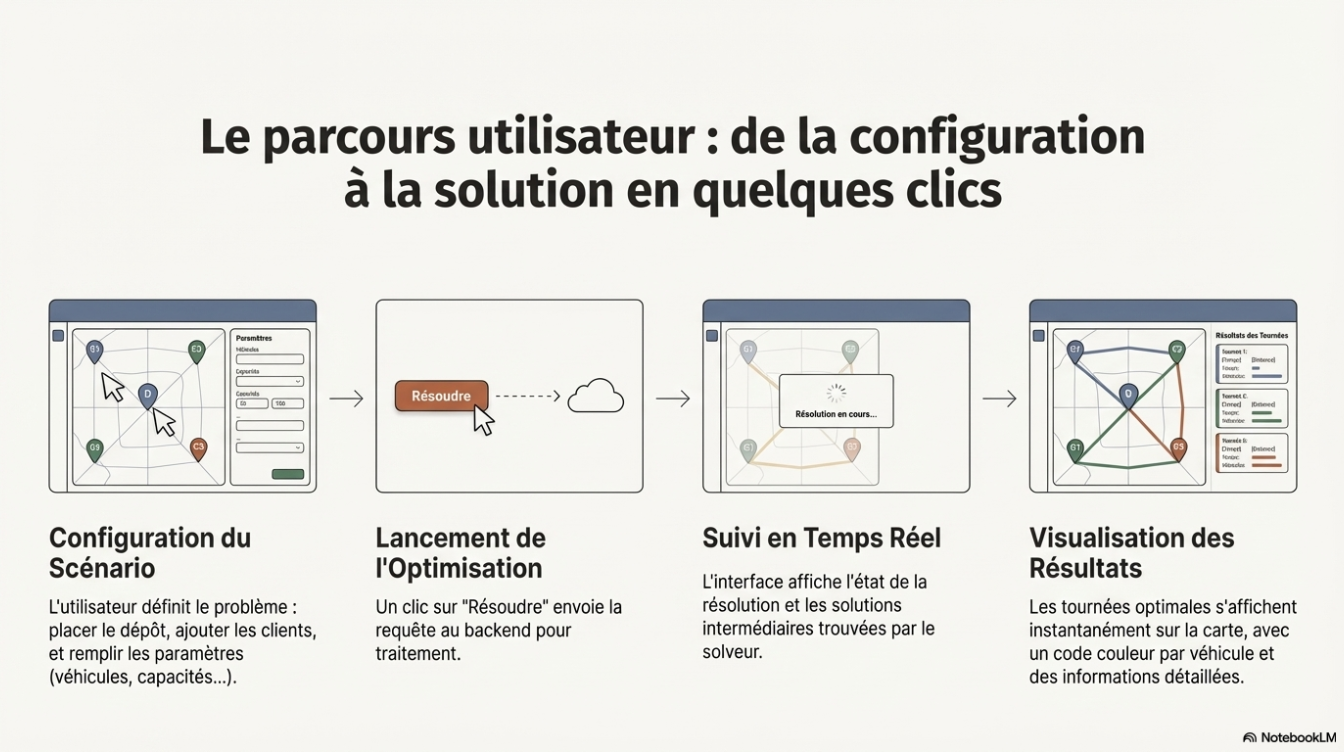 Le parcours utilisateur : de la configuration
à la solution en quelques clics
Paramètres
D
C3
Résoudre
Résolution en cours...
Résultats des Tournées
D
C3
Configuration du
Scénario
L'utilisateur définit le problème :
placer le dépôt, ajouter les clients,
et remplir les paramètres
(véhicules, capacités...).
Lancement de
l'Optimisation
Un clic sur "Résoudre" envoie la
requête au backend pour
traitement.
Suivi en Temps Réel
L'interface affiche l'état de la
résolution et les solutions
intermédiaires trouvées par le
solveur.
Visualisation des
Résultats
Les tournées optimales s'affichent
instantanément sur la carte, avec
un code couleur par véhicule et
des informations détaillées.
NotebookLM